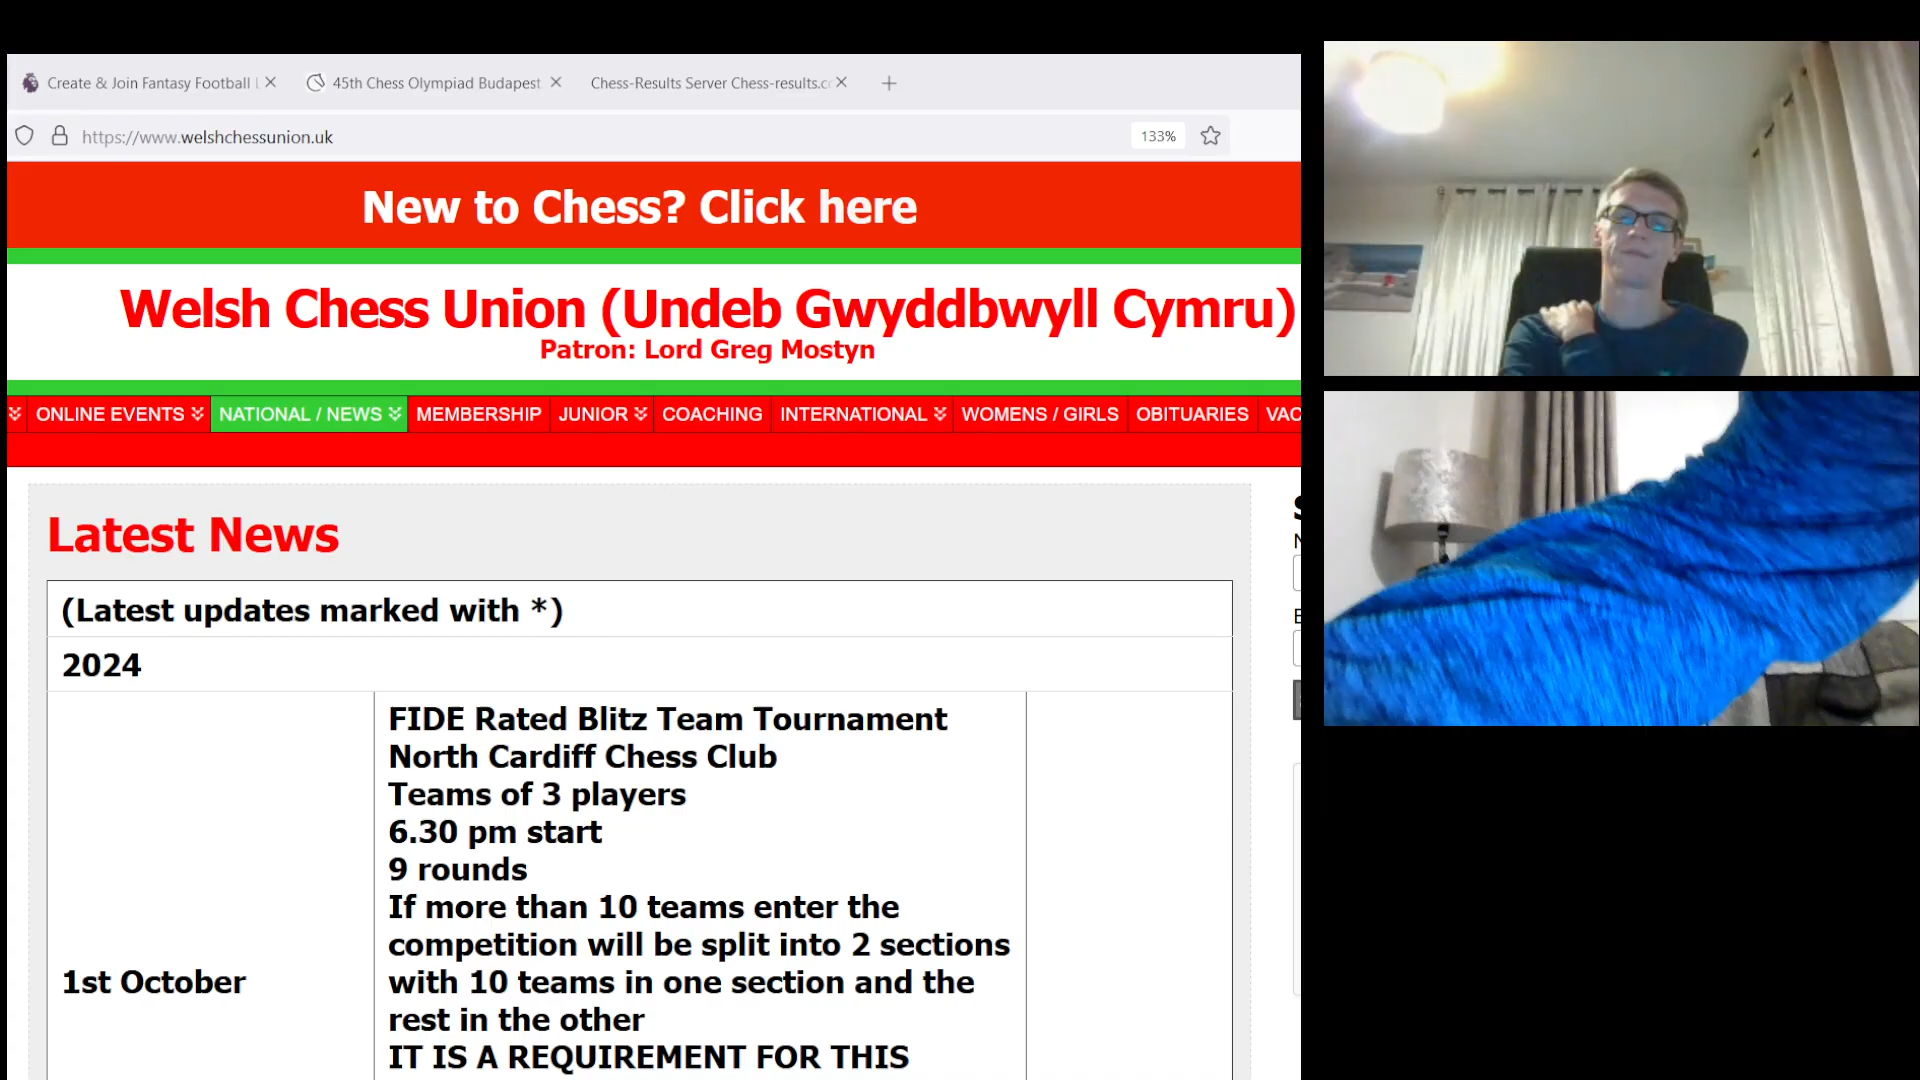 Create & Join Fantasy Football
45th Chess Olympiad Budapest
Chess-Results Server Chess-results.c
https://www.welshchessunion.uk
133%
New to Chess? Click here
Welsh Chess Union (Undeb Gwyddbwyll Cymru)
Patron: Lord Greg Mostyn
ONLINE EVENTS
NATIONAL / NEWS
MEMBERSHIP
JUNIOR
COACHING
INTERNATIONAL
WOMENS / GIRLS
OBITUARIES
VAC
Latest News
(Latest updates marked with *)
2024
1st October
FIDE Rated Blitz Team Tournament
North Cardiff Chess Club
Teams of 3 players
6.30 pm start
9 rounds
If more than 10 teams enter the
competition will be split into 2 sections
with 10 teams in one section and the
rest in the other
IT IS A REQUIREMENT FOR THIS